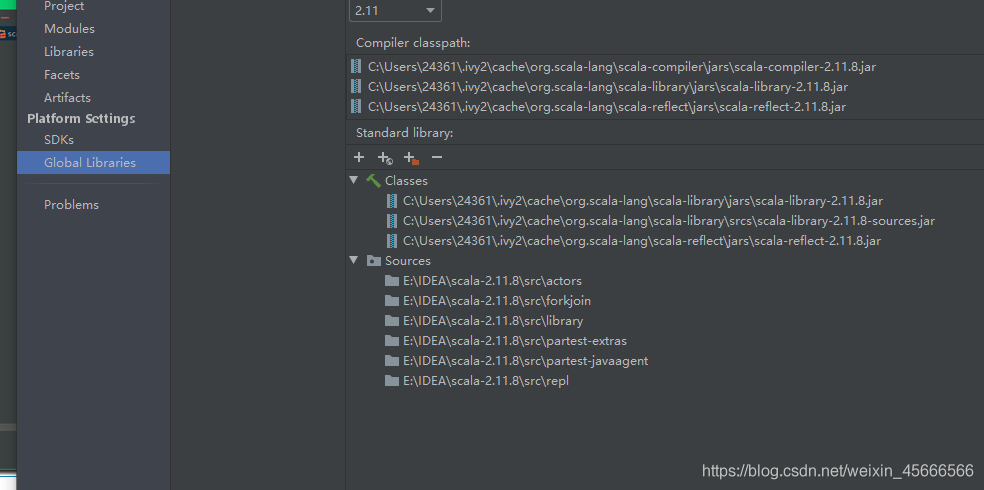 Project
Modules
Libraries
Facets
Artifacts
Platform Settings
SDKs
Global Libraries
Problems
2.11
Compiler classpath:
C:\Users\24361\.ivy2\cache\org.scala-lang\scala-compiler\jars\scala-compiler-2.11.8.jar
C:\Users\24361\.ivy2\cache\org.scala-lang\scala-library\jars\scala-library-2.11.8.jar
C:\Users\24361\.ivy2\cache\org.scala-lang\scala-reflect\jars\scala-reflect-2.11.8.jar
Standard library:
Classes
C:\Users\24361\.ivy2\cache\org.scala-lang\scala-library\jars\scala-library-2.11.8.jar
C:\Users\24361\.ivy2\cache\org.scala-lang\scala-library\srcs\scala-library-2.11.8-sources.jar
C:\Users\24361\.ivy2\cache\org.scala-lang\scala-reflect\jars\scala-reflect-2.11.8.jar
Sources
E:\IDEA\scala-2.11.8\src\actors
E:\IDEA\scala-2.11.8\src\forkjoin
E:\IDEA\scala-2.11.8\src\library
E:\IDEA\scala-2.11.8\src\partest-extras
E:\IDEA\scala-2.11.8\src\partest-javaagent
E:\IDEA\scala-2.11.8\src\repl
https://blog.csdn.net/weixin_45666566